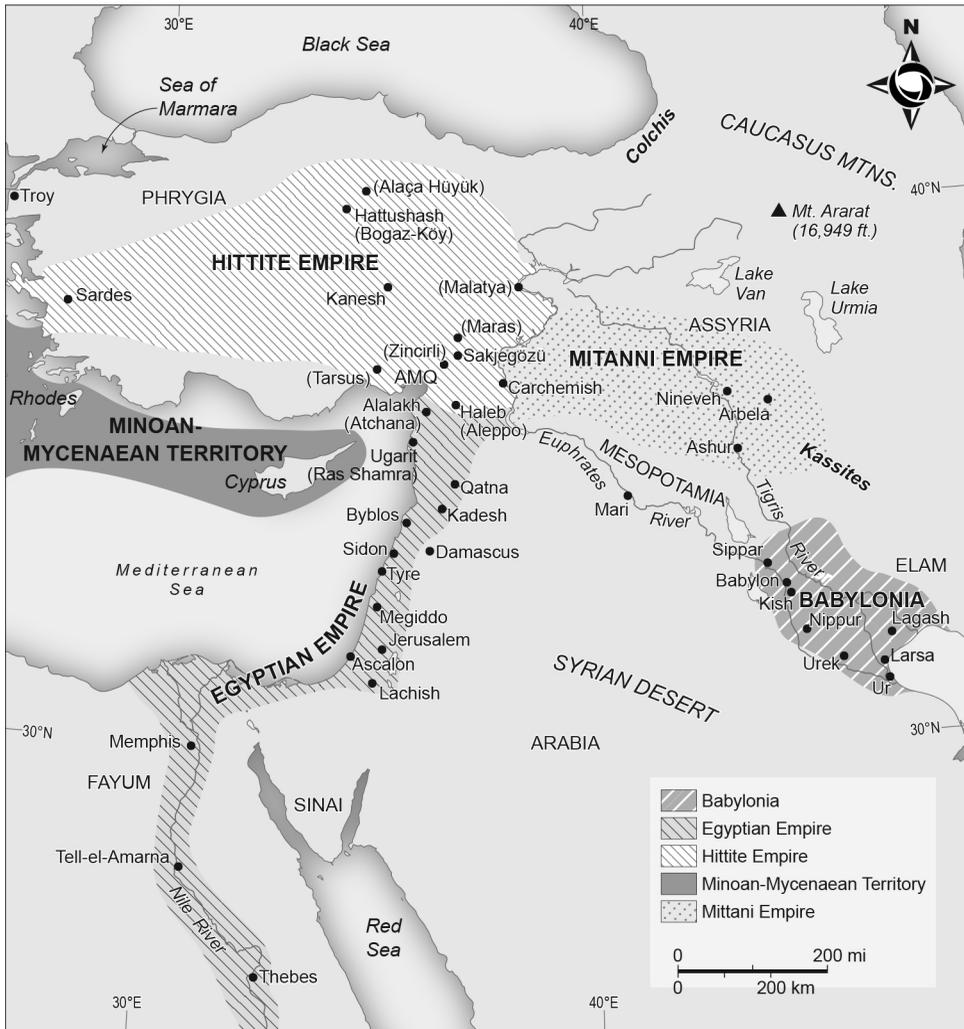 30°E
40°E
Black Sea
N
Sea of
Marmara
Colchis
CAUCASUS MTNS.
40°N
40°N
Troy
PHRYGIA
(Alaça Hüyük)
Hattushash
(Bogaz-Köy)
Mt. Ararat
(16,949 ft.)
HITTITE EMPIRE
Lake
Van
Lake
Urmia
Sardes
Kanesh
(Malatya)
ASSYRIA
(Maras)
(Zincirli)
Sakjegözü
MITANNI EMPIRE
(Tarsus)
AMQ
Carchemish
Rhodes
Nineveh
Arbela
MINOAN-
MYCENAEAN TERRITORY
Alalakh
(Atchana)
Haleb
(Aleppo)
Ashur
Kassites
Euphrates
River
MESOPOTAMIA
Tigris
River
Cyprus
Ugarit
(Ras Shamra)
Qatna
Mari
Byblos
Kadesh
Sidon
Damascus
Sippar
ELAM
Mediterranean
Sea
Tyre
Babylon
Kish
BABYLONIA
Megiddo
Nippur
Lagash
EGYPTIAN EMPIRE
Jerusalem
Ascalon
Urek
Larsa
SYRIAN DESERT
Lachish
Ur
30°N
30°N
Memphis
ARABIA
FAYUM
SINAI
Tell-el-Amarna
Nile River
Red
Sea
Thebes
30°E
40°E
Babylonia
Egyptian Empire
Hittite Empire
Minoan-Mycenaean Territory
Mittani Empire
0 200 mi
0 200 km